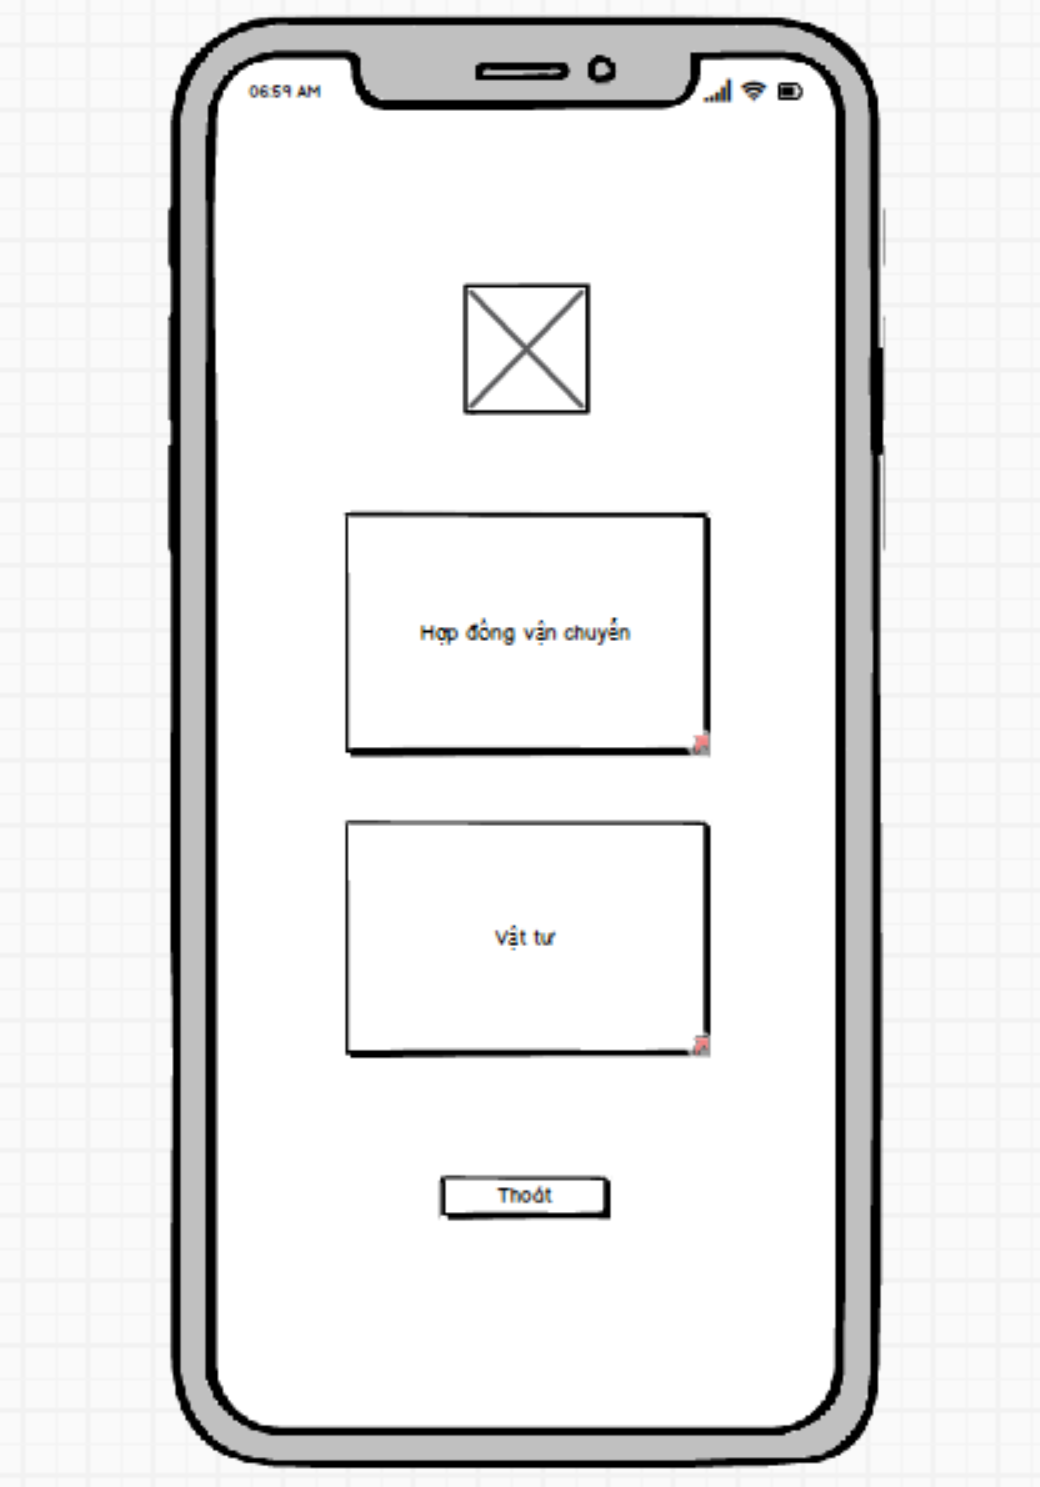 06:59 AM
Hợp đồng vận chuyển
Vật tư
Thoát